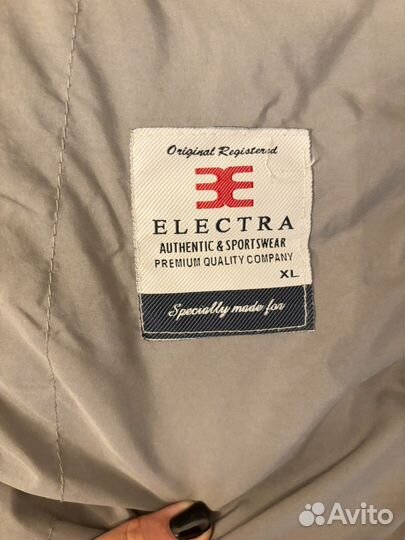 Original Registered
ELECTRA
AUTHENTIC & SPORTSWEAR
PREMIUM QUALITY COMPANY
XL
Specially made for
Avito